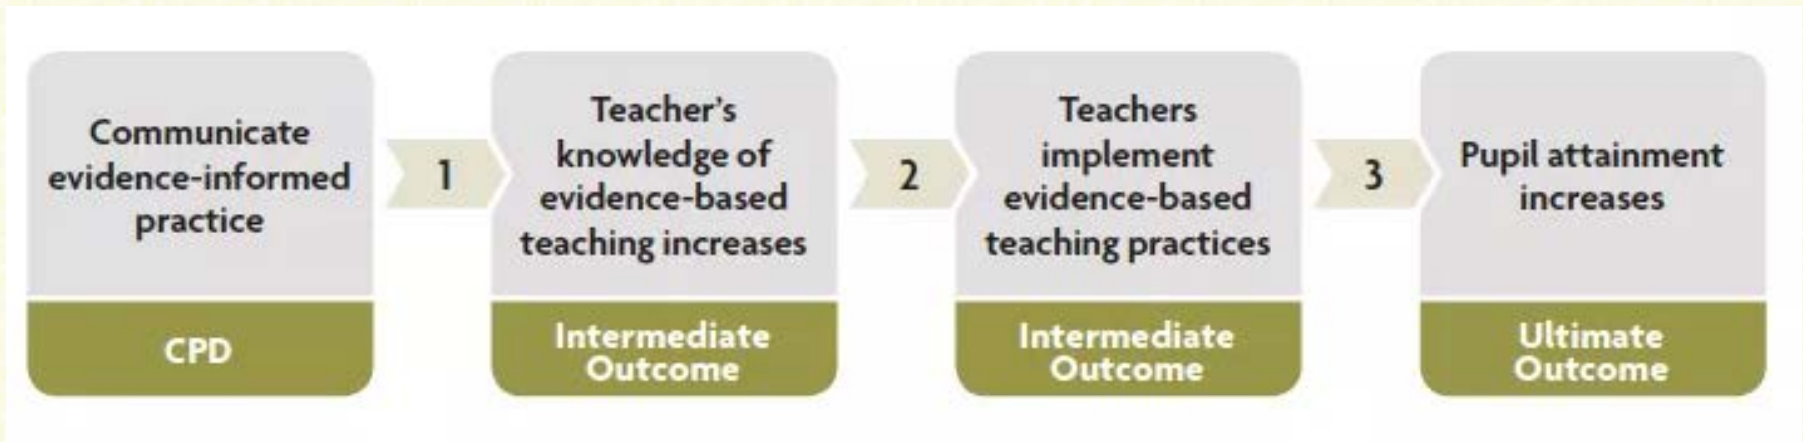 Communicate
evidence-informed
practice
CPD
1
Teacher's
knowledge of
evidence-based
teaching increases
Intermediate
Outcome
2
Teachers
implement
evidence-based
teaching practices
Intermediate
Outcome
3
Pupil attainment
increases
Ultimate
Outcome